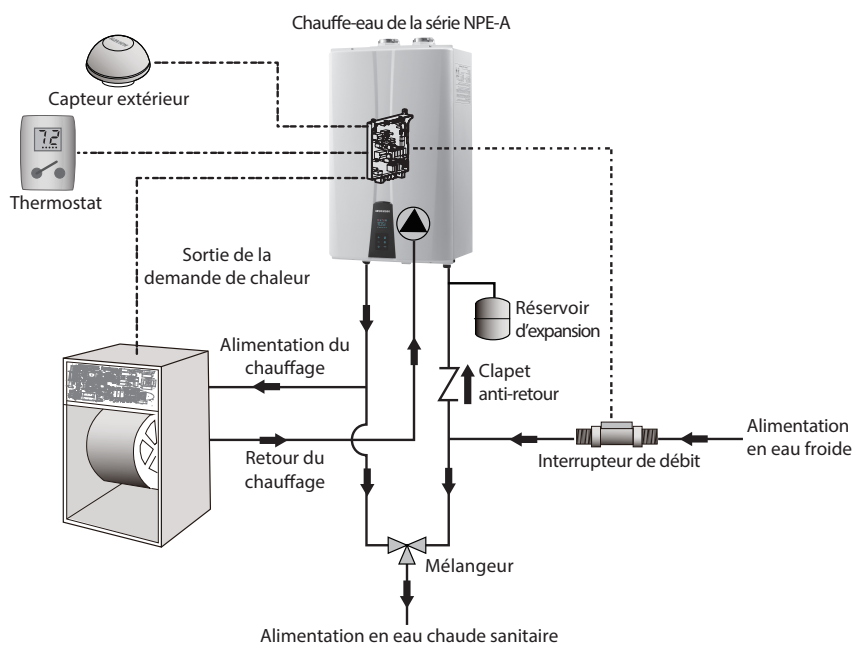 Chauffe-eau de la série NPE-A
Capteur extérieur
72
Thermostat
Sortie de la
demande de chaleur
Réservoir
d'expansion
Alimentation du
chauffage
Clapet
anti-retour
Alimentation
en eau froide
Interrupteur de débit
Retour du
chauffage
Mélangeur
Alimentation en eau chaude sanitaire